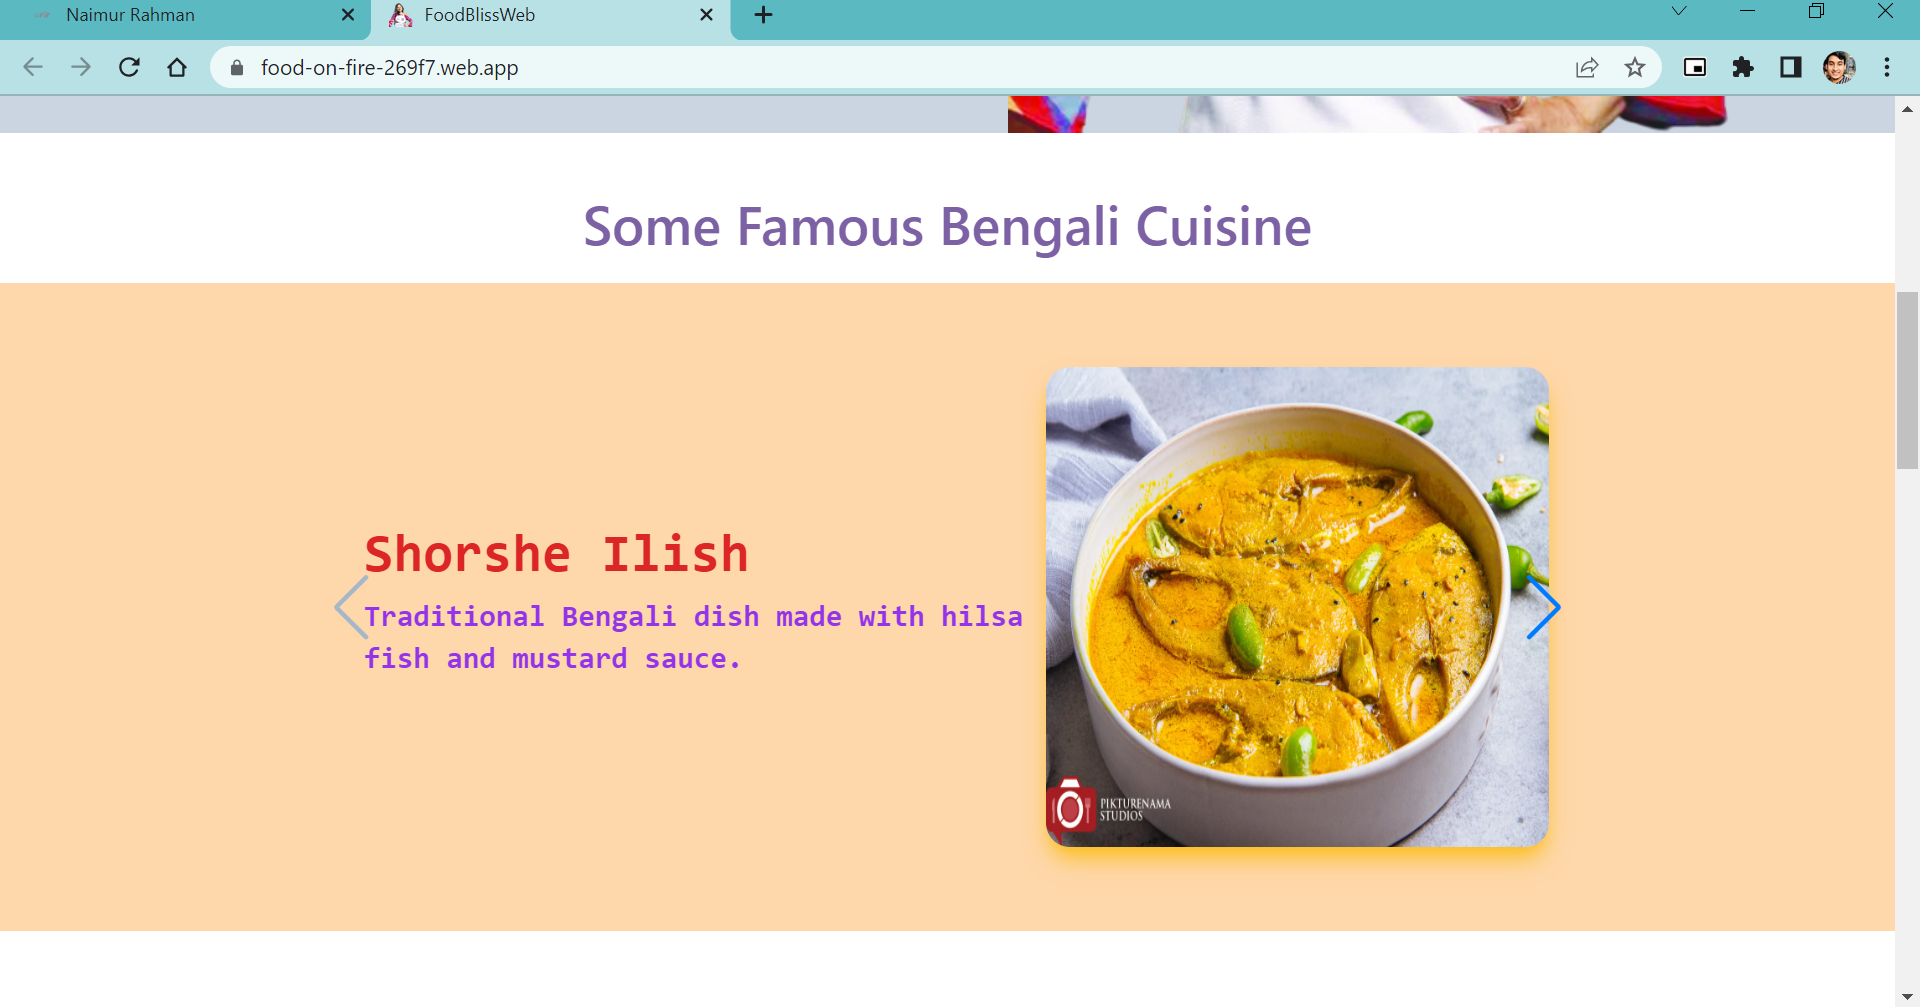 Naimur Rahman
FoodBlissWeb
food-on-fire-269f7.web.app
Some Famous Bengali Cuisine
Shorshe Ilish
Traditional Bengali dish made with hilsa
fish and mustard sauce.
PIKTURENAMA
STUDIOS